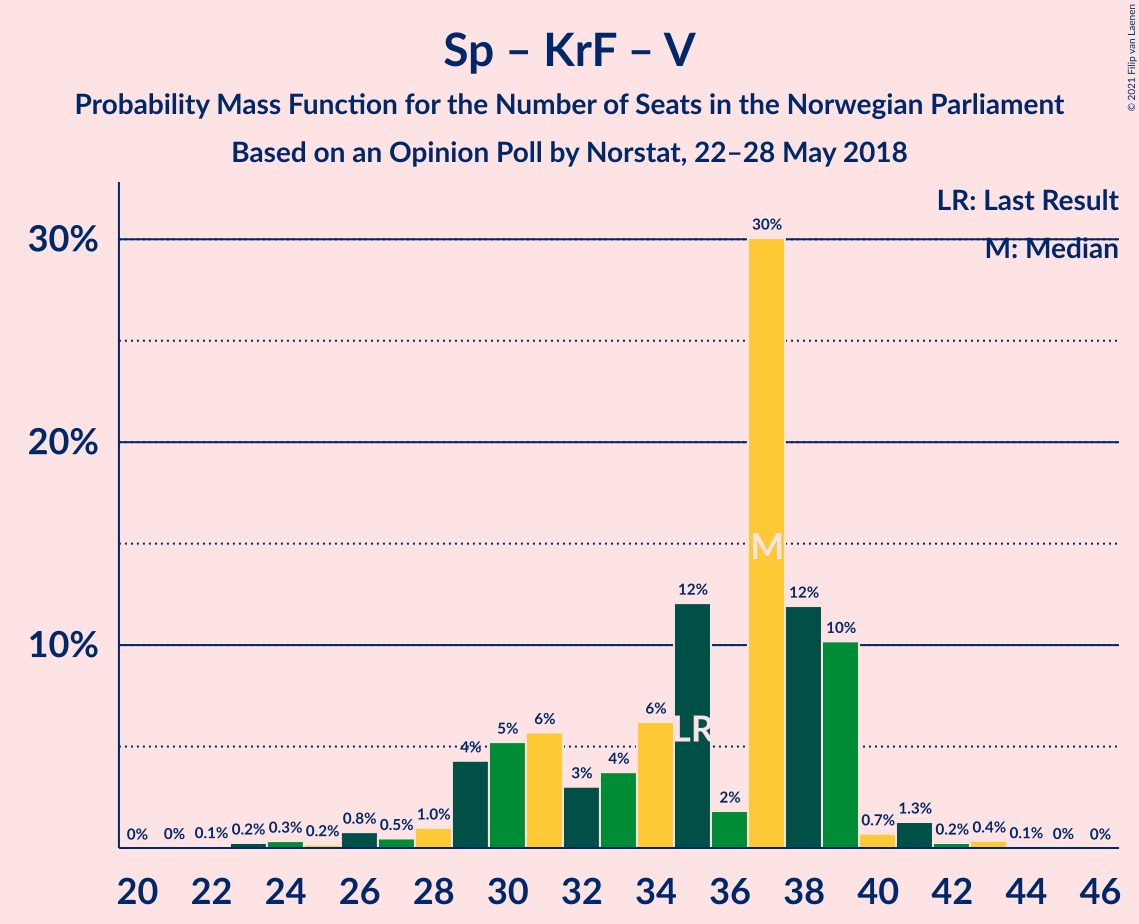 Sp – KrF – V
Probability Mass Function for the Number of Seats in the Norwegian Parliament
Based on an Opinion Poll by Norstat, 22–28 May 2018
© 2021 Filip van Laenen
LR: Last Result
M: Median
30%
20%
10%
0% 0% 0.1% 0.2% 0.3% 0.2% 0.8% 0.5% 1.0% 4% 5% 6% 3% 4% 6% 12% 2% 30% 12% 10% 0.7% 1.3% 0.2% 0.4% 0.1% 0% 0%
M
LR
20 22 24 26 28 30 32 34 36 38 40 42 44 46